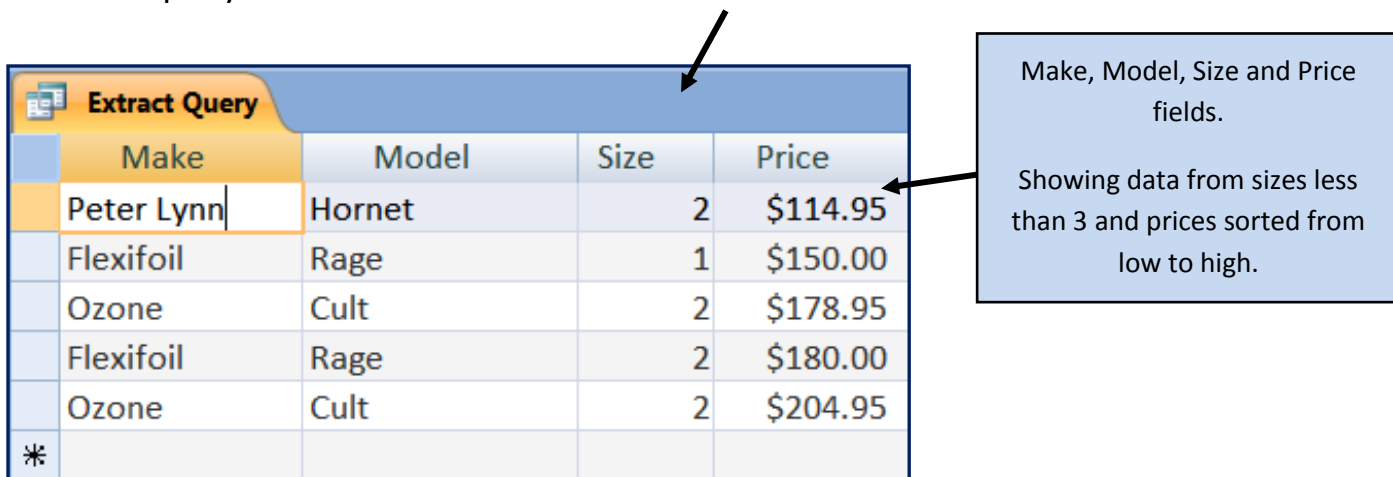 Extract Query
Make Model Size Price
Peter Lynn Hornet 2 $114.95
Flexifoil Rage 1 $150.00
Ozone Cult 2 $178.95
Flexifoil Rage 2 $180.00
Ozone Cult 2 $204.95
Make, Model, Size and Price
fields.
Showing data from sizes less
than 3 and prices sorted from
low to high.